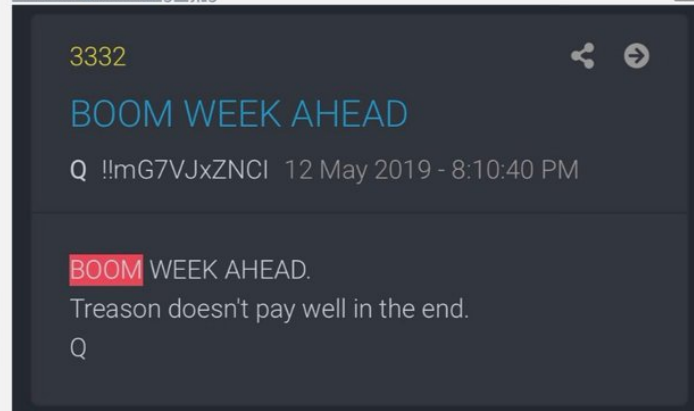 3332
BOOM WEEK AHEAD
Q !!mG7VJxZNCI 12 May 2019 - 8:10:40 PM
BOOM WEEK AHEAD.
Treason doesn't pay well in the end.
Q